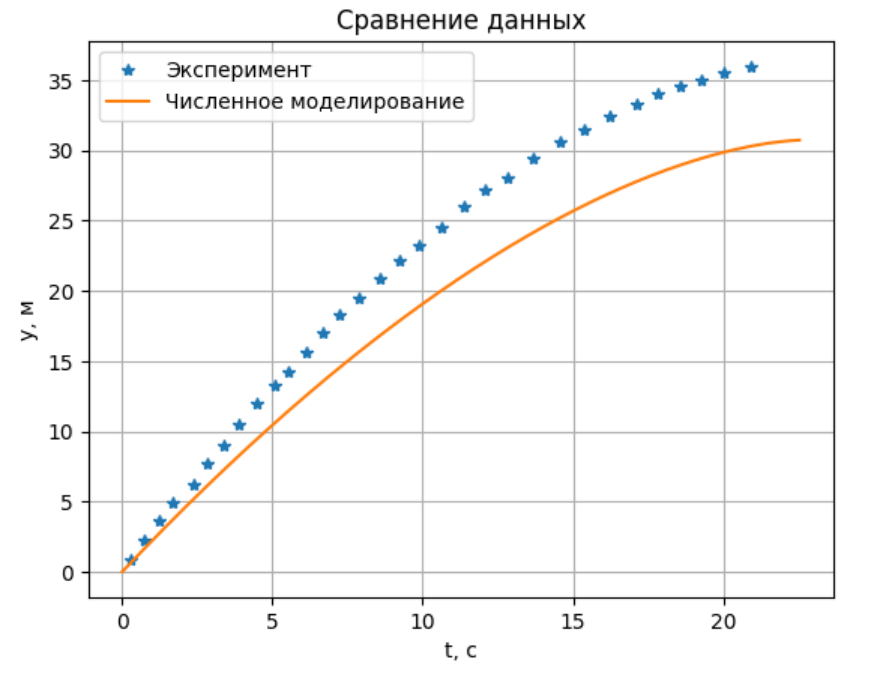 Сравнение данных
Эксперимент
Численное моделирование
35
30
25
20
15
10
5
0
y, м
0 5 10 15 20
t, с